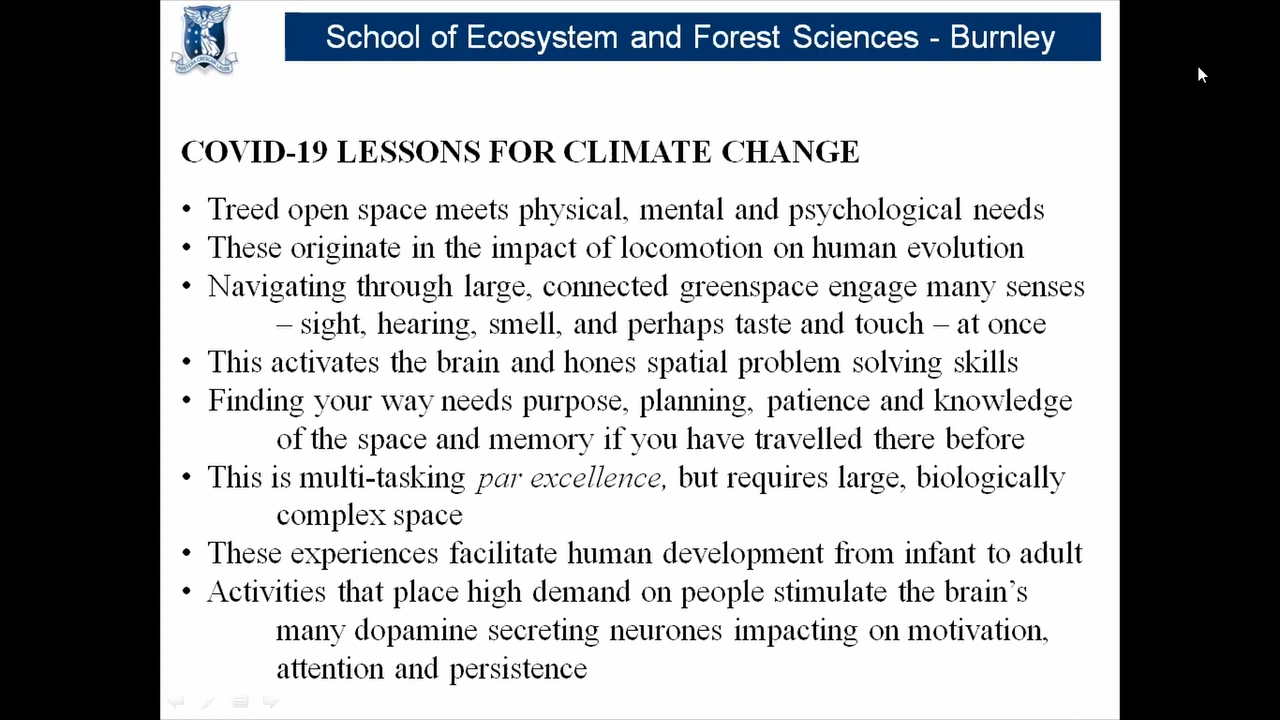 School of Ecosystem and Forest Sciences - Burnley
COVID-19 LESSONS FOR CLIMATE CHANGE
• Treed open space meets physical, mental and psychological needs
• These originate in the impact of locomotion on human evolution
• Navigating through large, connected greenspace engage many senses
– sight, hearing, smell, and perhaps taste and touch – at once
• This activates the brain and hones spatial problem solving skills
• Finding your way needs purpose, planning, patience and knowledge
of the space and memory if you have travelled there before
• This is multi-tasking par excellence, but requires large, biologically
complex space
• These experiences facilitate human development from infant to adult
• Activities that place high demand on people stimulate the brain’s
many dopamine secreting neurones impacting on motivation,
attention and persistence